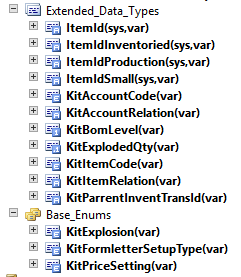 Extended_Data_Types
ItemId(sys,var)
ItemIdInventoried(sys,var)
ItemIdProduction(sys,var)
ItemIdSmall(sys,var)
KitAccountCode(var)
KitAccountRelation(var)
KitBomLevel(var)
KitExplodedQty(var)
KitItemCode(var)
KitItemRelation(var)
KitParrentInventTransId(var)
Base_Enums
KitExplosion(var)
KitFormletterSetupType(var)
KitPriceSetting(var)